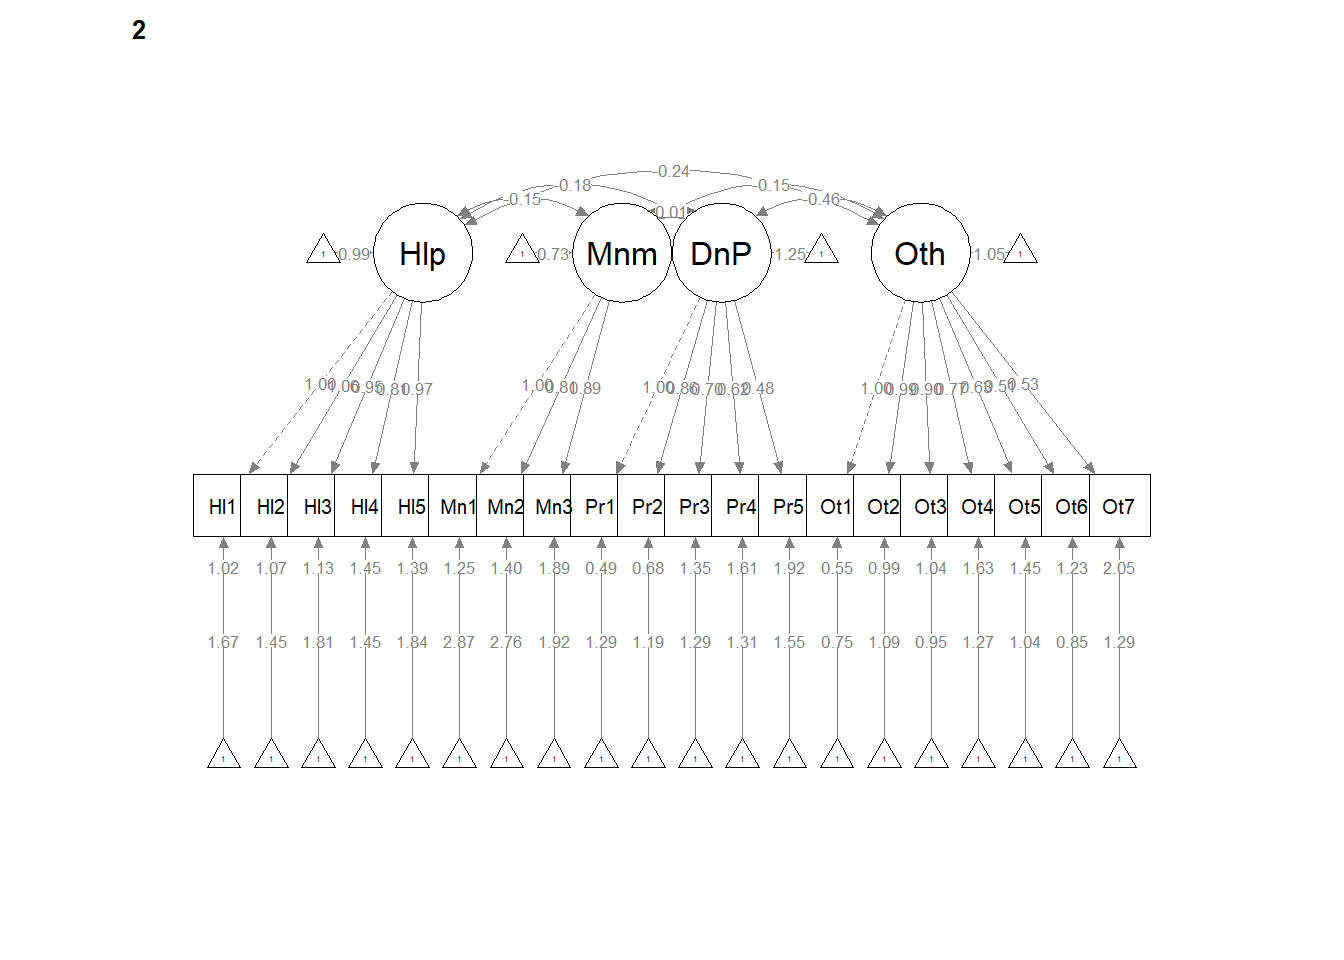 2
0.24
0.18 0.15
0.15 0.46
0.01
1 0.99 Hlp 1 0.73 Mnm DnP 1.25 1 Oth 1.05 1
1.00 1.06 0.95 0.81 0.97 1.00 0.81 0.89 1.00 0.86 0.70 0.62 0.48 1.00 0.99 0.90 0.77 0.63 0.51 0.53
Hl1 Hl2 Hl3 Hl4 Hl5 Mn1 Mn2 Mn3 Pr1 Pr2 Pr3 Pr4 Pr5 Ot1 Ot2 Ot3 Ot4 Ot5 Ot6 Ot7
1.02 1.07 1.13 1.45 1.39 1.25 1.40 1.89 0.49 0.68 1.35 1.61 1.92 0.55 0.99 1.04 1.63 1.45 1.23 2.05
1.67 1.45 1.81 1.45 1.84 2.87 2.76 1.92 1.29 1.19 1.29 1.31 1.55 0.75 1.09 0.95 1.27 1.04 0.85 1.29
1 1 1 1 1 1 1 1 1 1 1 1 1 1 1 1 1 1 1 1